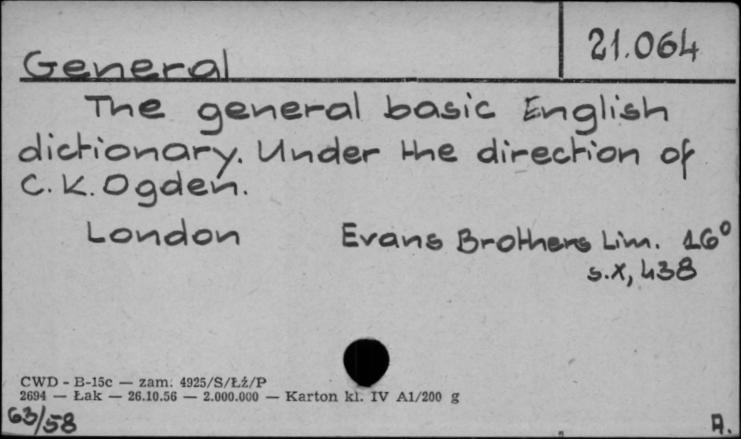 21.064
General
The general basic English
dictionary. Under the direction of
C. K. Ogden.
London Evans Brothers Lim. 16°
s. X, 438
CWD - B-15c — zam. 4925/S/Łź/P
2694 — Łak — 26.10.56 — 2.000.000 — Karton kl. IV A1/200 g
63/58
A.